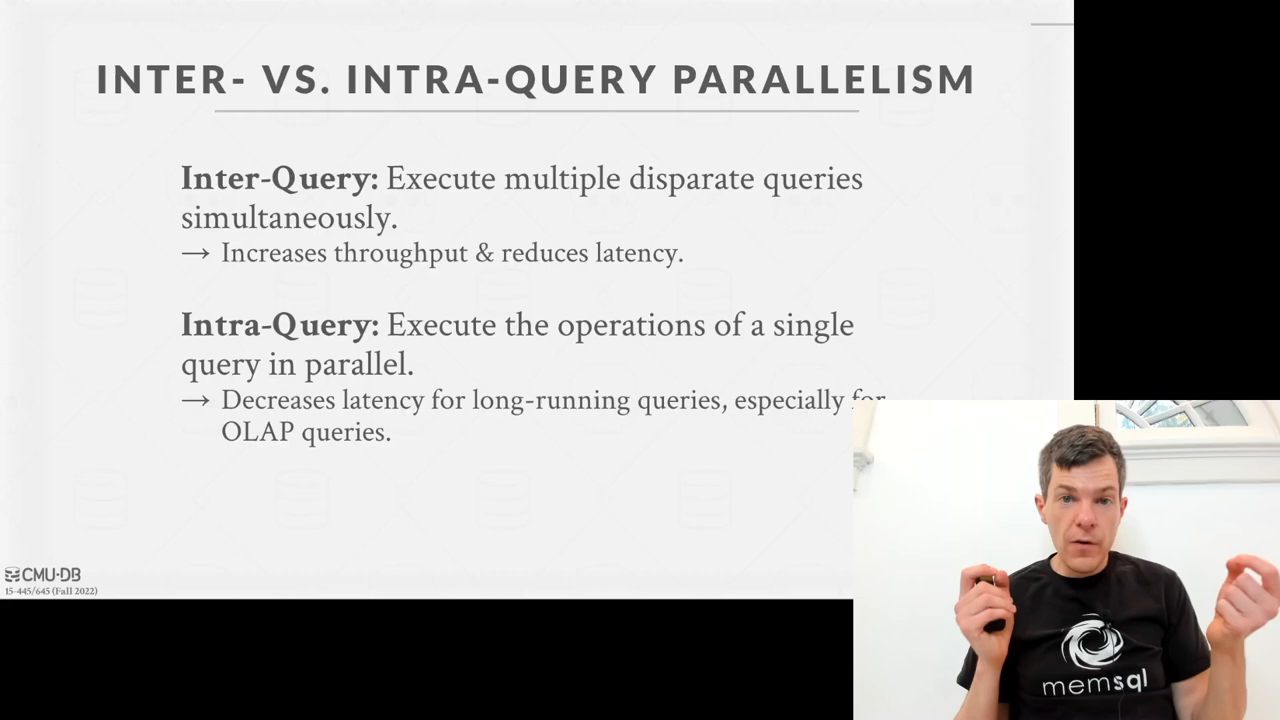 INTER- VS. INTRA-QUERY PARALLELISM
Inter-Query: Execute multiple disparate queries
simultaneously.
→ Increases throughput & reduces latency.
Intra-Query: Execute the operations of a single
query in parallel.
→ Decreases latency for long-running queries, especially for
OLAP queries.
CMU·DB
15-445/645 (Fall 2022)
memsql